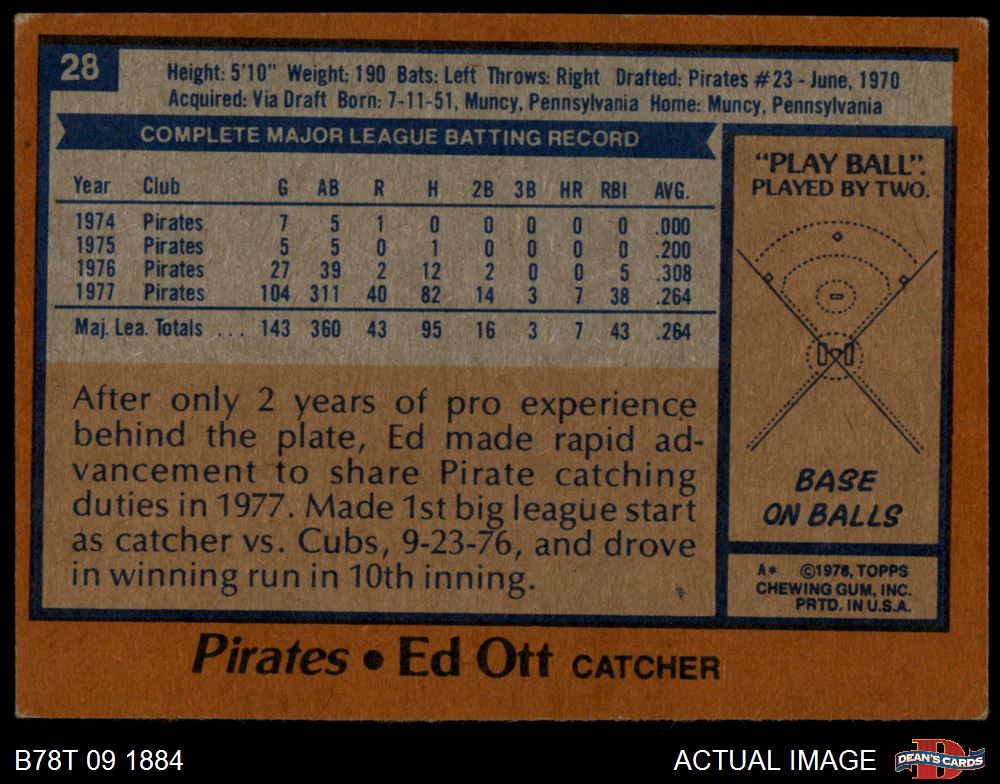 28
Height: 5'10" Weight: 190 Bats: Left Throws: Right Drafted: Pirates #23 - June, 1970
Acquired: Via Draft Born: 7-11-51, Muncy, Pennsylvania Home: Muncy, Pennsylvania
COMPLETE MAJOR LEAGUE BATTING RECORD
Year Club G AB R H 2B 3B HR RBI AVG.
1974 Pirates 7 5 1 0 0 0 0 0 .000
1975 Pirates 5 5 0 1 0 0 0 0 .200
1976 Pirates 27 39 2 12 2 0 0 5 .308
1977 Pirates 104 311 40 82 14 3 7 38 .264
Maj. Lea. Totals ... 143 360 43 95 16 3 7 43 .264
After only 2 years of pro experience
behind the plate, Ed made rapid ad-
vancement to share Pirate catching
duties in 1977. Made 1st big league start
as catcher vs. Cubs, 9-23-76, and drove
in winning run in 10th inning.
"PLAY BALL".
PLAYED BY TWO.
BASE
ON BALLS
A* ©1978, TOPPS
CHEWING GUM, INC.
PRTD. IN U.S.A.
Pirates • Ed Ott CATCHER
B78T 09 1884
ACTUAL IMAGE
D
DEAN'S CARDS